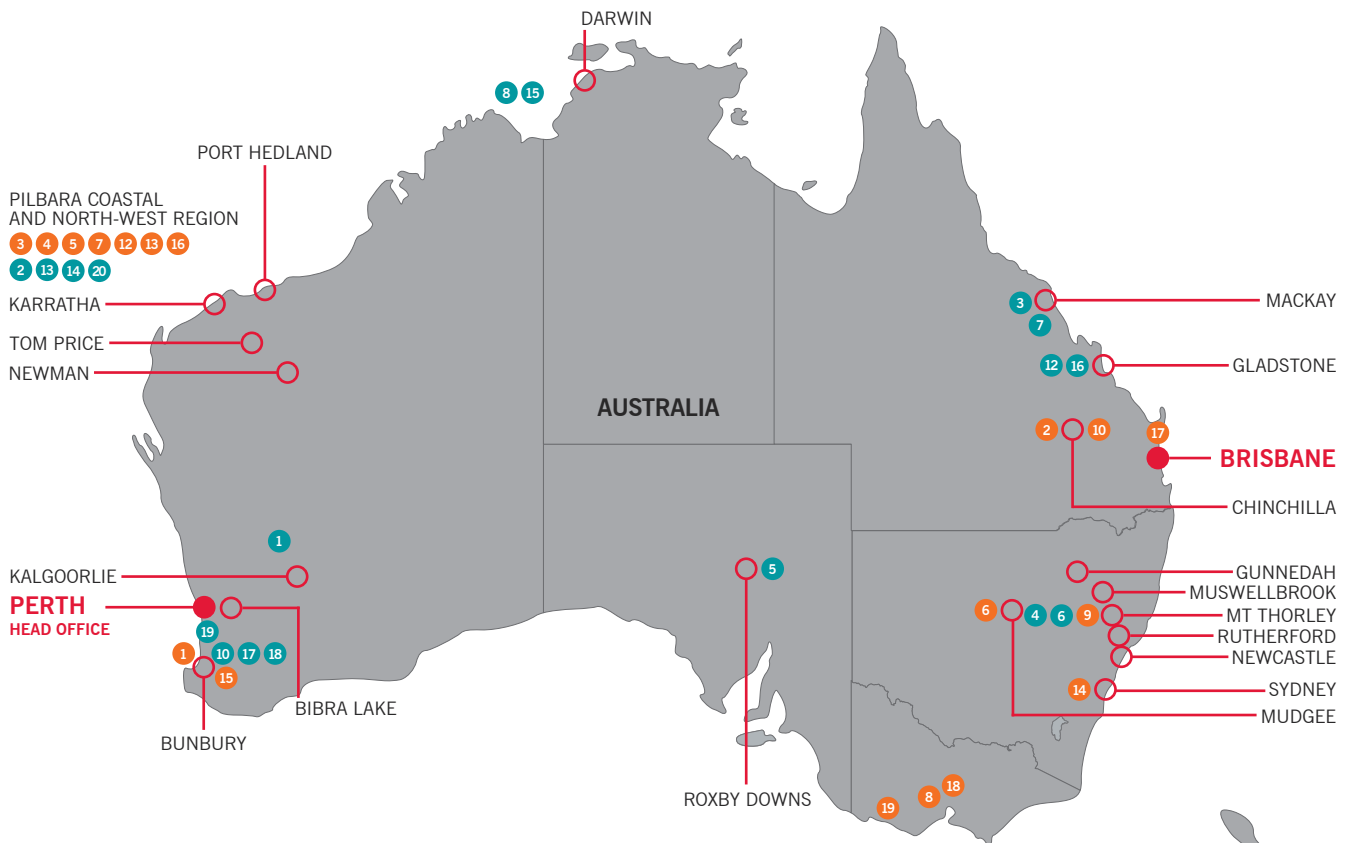 DARWIN
8 15
PORT HEDLAND
PILBARA COASTAL
AND NORTH-WEST REGION
3 4 5 7 12 13 16
2 13 14 20
KARRATHA
TOM PRICE
NEWMAN
AUSTRALIA
3
MACKAY
7
12 16
GLADSTONE
2 10
17
BRISBANE
CHINCHILLA
1
KALGOORLIE
PERTH
HEAD OFFICE
19
1
10 17 18
15
BIBRA LAKE
BUNBURY
5
ROXBY DOWNS
GUNNEDAH
MUSWELLBROOK
6
4 6 9
MT THORLEY
RUTHERFORD
NEWCASTLE
14
SYDNEY
MUDGEE
19 8 18